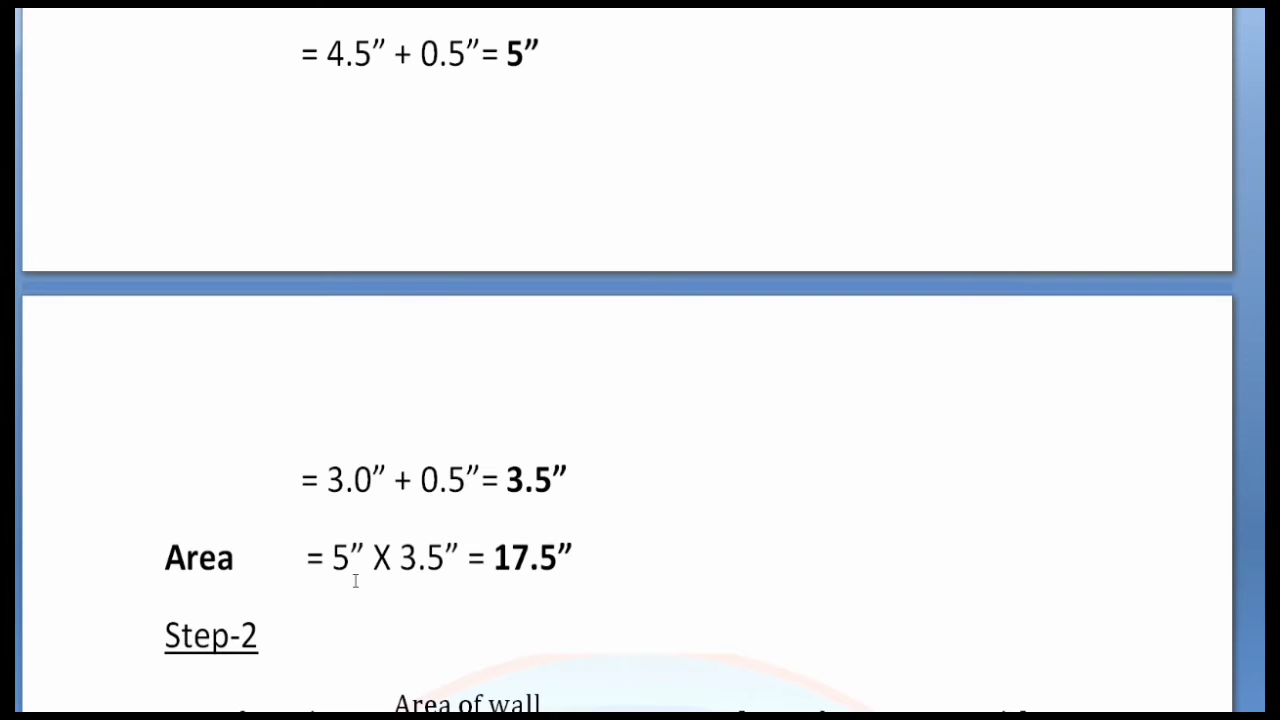 = 4.5” + 0.5”= 5”
= 3.0” + 0.5”= 3.5”
Area = 5” X 3.5” = 17.5”
Step-2
Area of wall